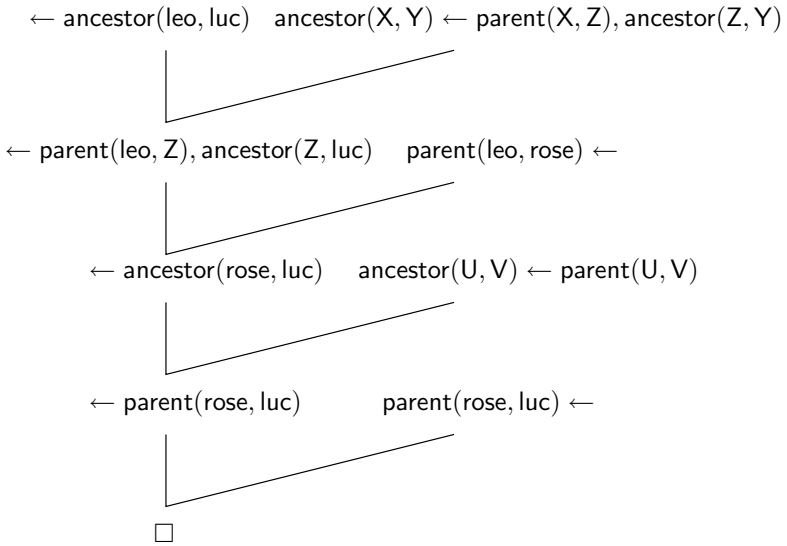 ← ancestor(leo, luc) ancestor(X, Y) ← parent(X, Z), ancestor(Z, Y)
← parent(leo, Z), ancestor(Z, luc) parent(leo, rose) ←
← ancestor(rose, luc) ancestor(U, V) ← parent(U, V)
← parent(rose, luc) parent(rose, luc) ←
□